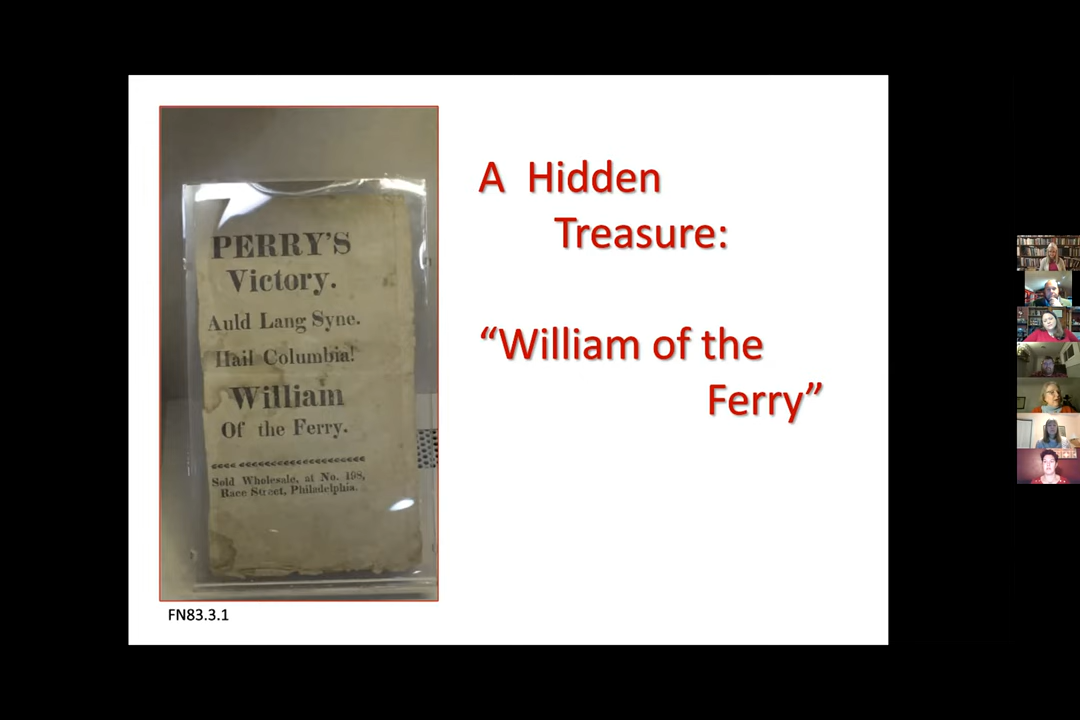 PERRY'S
Victory.
Auld Lang Syne.
Hail Columbia!
William
Of the Ferry.
Sold Wholesale, at No. 198,
Race Street, Philadelphia.
FN83.3.1
A Hidden
Treasure:
“William of the
Ferry”